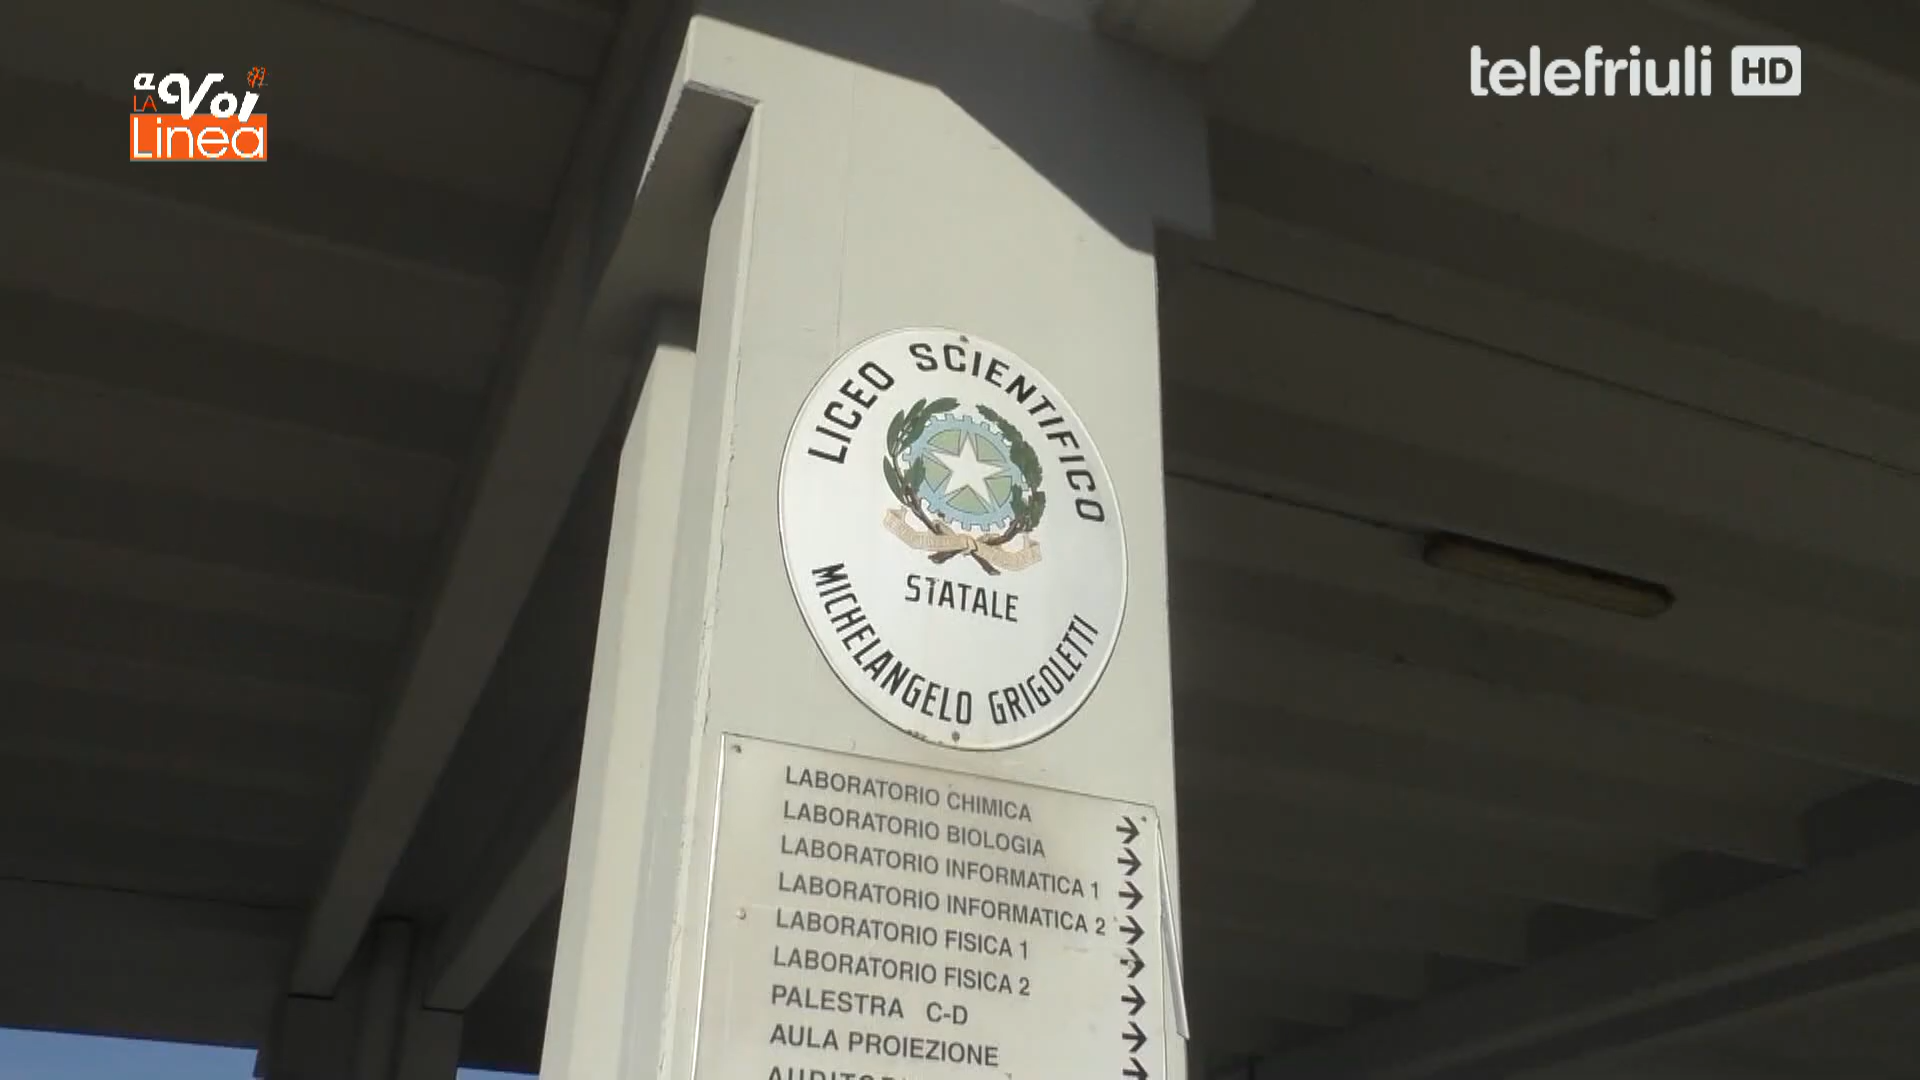 a Voi
LA
Linea
telefriuli HD
LICEO SCIENTIFICO
STATALE
MICHELANGELO GRIGOLETTI
LABORATORIO CHIMICA
LABORATORIO BIOLOGIA
LABORATORIO INFORMATICA 1
LABORATORIO INFORMATICA 2
LABORATORIO FISICA 1
LABORATORIO FISICA 2
PALESTRA C-D
AULA PROIEZIONE